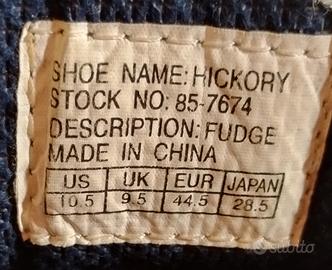 SHOE NAME: HICKORY
STOCK NO: 85-7674
DESCRIPTION: FUDGE
MADE IN CHINA
US UK EUR JAPAN
10.5 9.5 44.5 28.5
subito